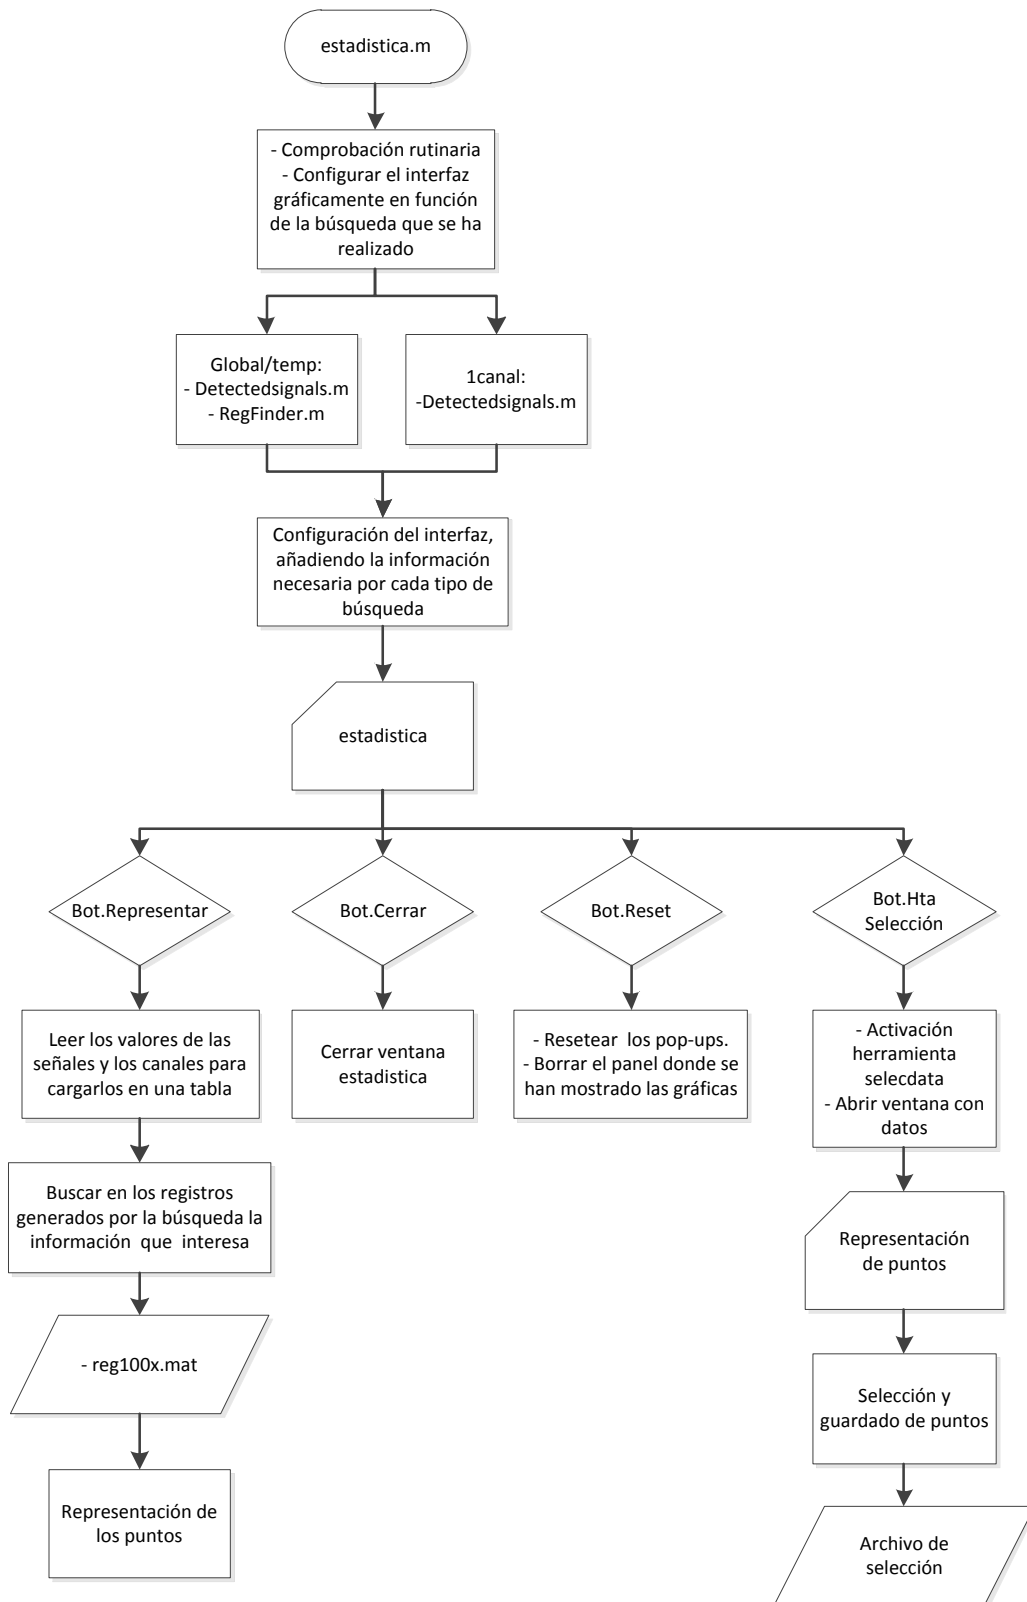 estadistica.m
- Comprobación rutinaria
- Configurar el interfaz
gráficamente en función
de la búsqueda que se ha
realizado
Global/temp:
- Detectedsignals.m
- RegFinder.m
1canal:
-Detectedsignals.m
Configuración del interfaz,
añadiendo la información
necesaria por cada tipo de
búsqueda
estadistica
Bot.Representar
Bot.Cerrar
Bot.Reset
Bot.Hta
Selección
Leer los valores de las
señales y los canales para
cargarlos en una tabla
Cerrar ventana
estadistica
- Resetear los pop-ups.
- Borrar el panel donde se
han mostrado las gráficas
- Activación
herramienta
selecdata
- Abrir ventana con
datos
Buscar en los registros
generados por la búsqueda la
información que interesa
Representación
de puntos
- reg100x.mat
Selección y
guardado de puntos
Representación de
los puntos
Archivo de
selección